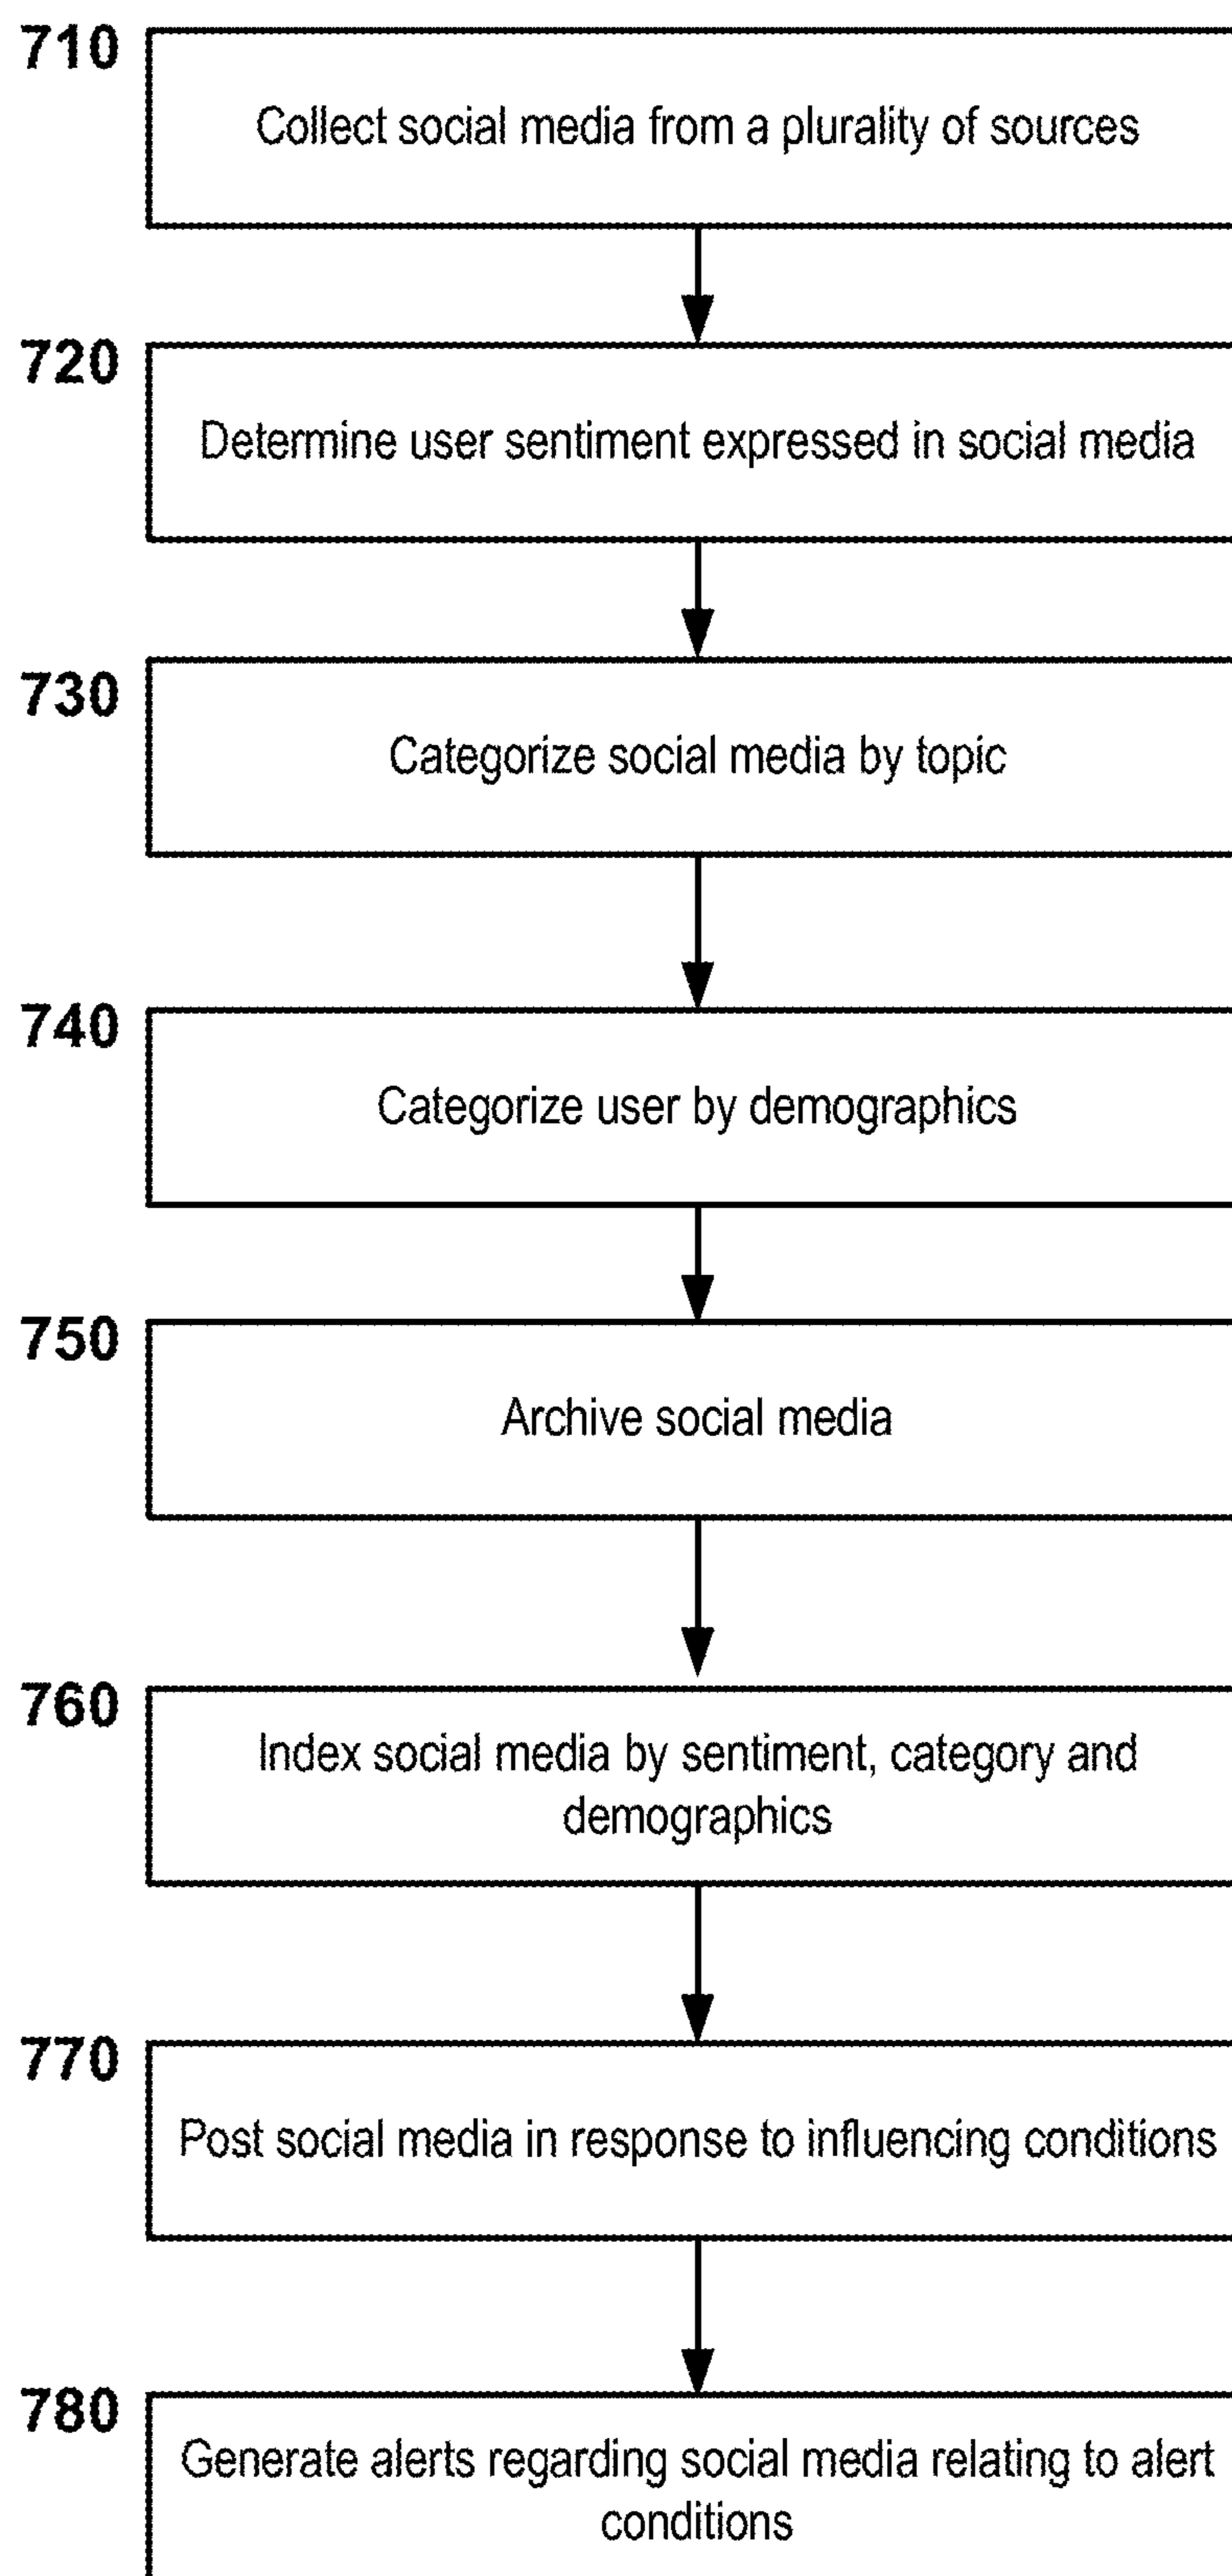 710
Collect social media from a plurality of sources
720
Determine user sentiment expressed in social media
730
Categorize social media by topic
740
Categorize user by demographics
750
Archive social media
760
Index social media by sentiment, category and
demographics
770
Post social media in response to influencing conditions
780
Generate alerts regarding social media relating to alert
conditions